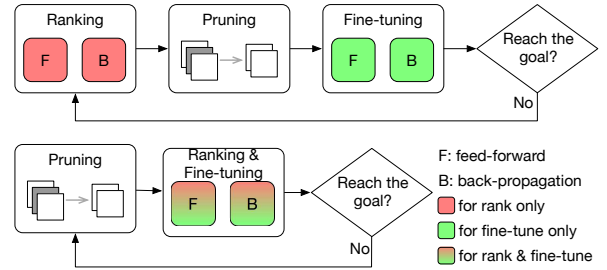 Ranking
F
B
Pruning
Fine-tuning
F
B
Reach the
goal?
No
Pruning
Ranking &
Fine-tuning
F
B
Reach the
goal?
No
F: feed-forward
B: back-propagation
for rank only
for fine-tune only
for rank & fine-tune